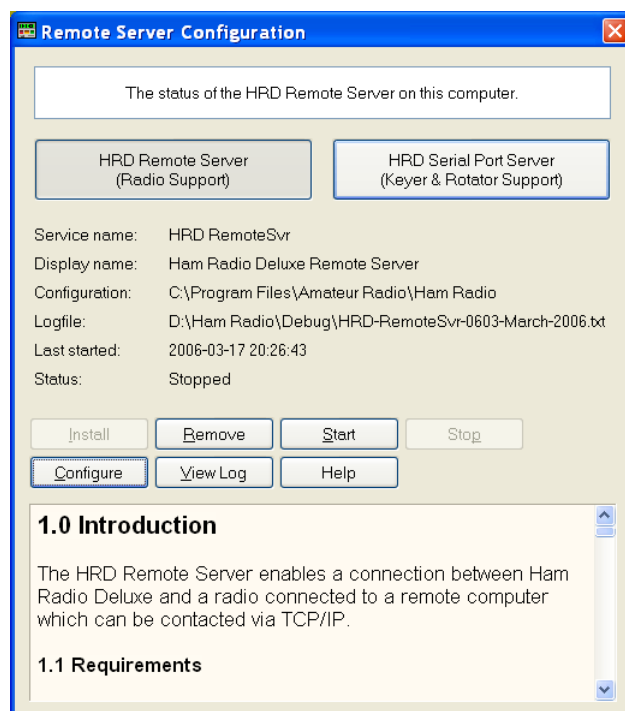 Remote Server Configuration
The status of the HRD Remote Server on this computer.
HRD Remote Server
(Radio Support)
HRD Serial Port Server
(Keyer & Rotator Support)
Service name: HRD RemoteSvr
Display name: Ham Radio Deluxe Remote Server
Configuration: C:\Program Files\Amateur Radio\Ham Radio
Logfile: D:\Ham Radio\Debug\HRD-RemoteSvr-0603-March-2006.txt
Last started: 2006-03-17 20:26:43
Status: Stopped
Install Remove Start Stop
Configure View Log Help
1.0 Introduction
The HRD Remote Server enables a connection between Ham
Radio Deluxe and a radio connected to a remote computer
which can be contacted via TCP/IP.
1.1 Requirements